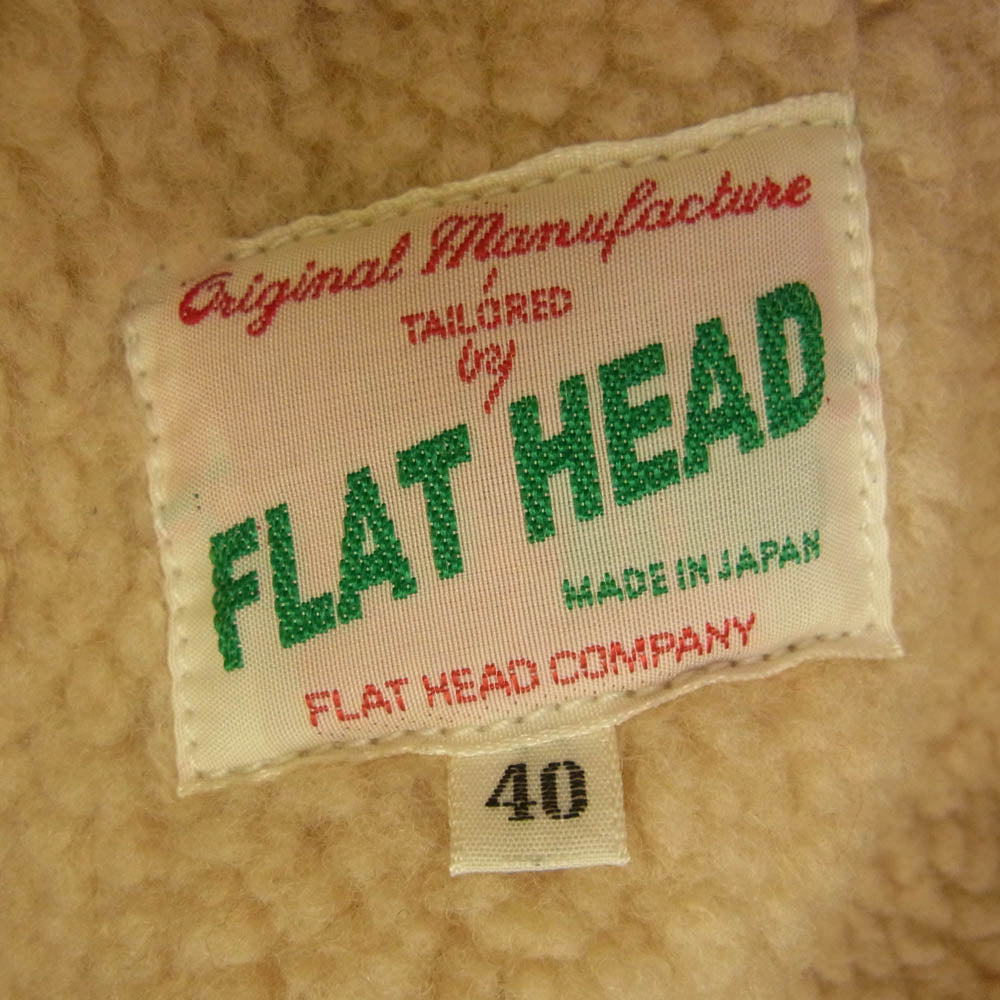 Original Manufacture
TAILORED
by
FLAT HEAD
MADE IN JAPAN
FLAT HEAD COMPANY
40